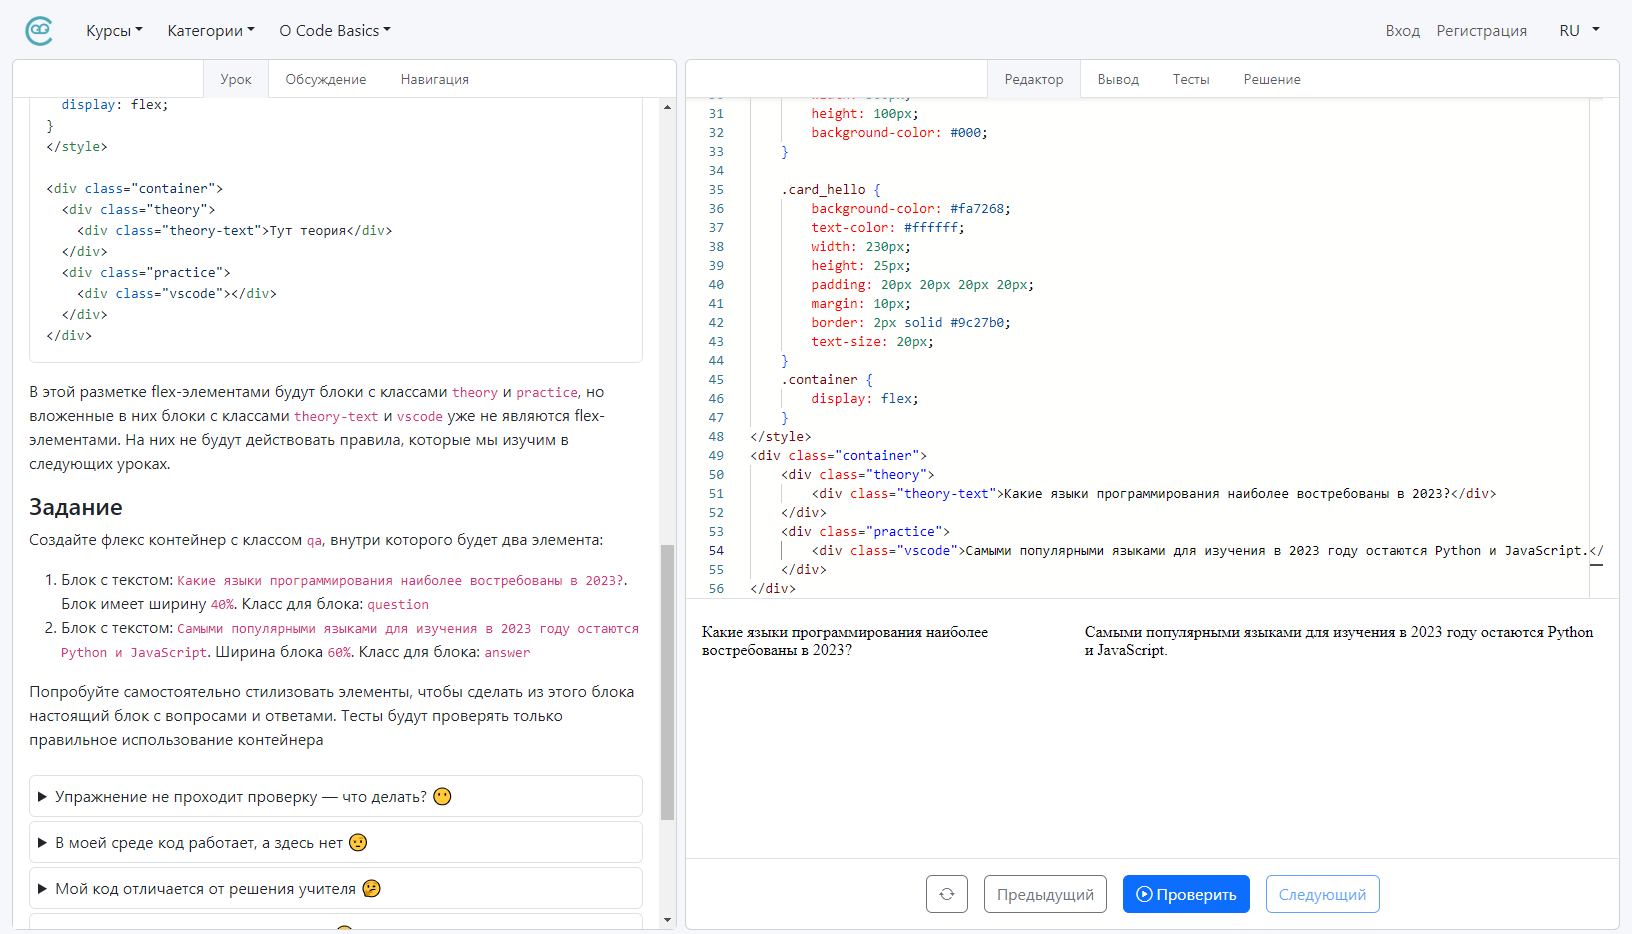 Курсы Категории О Code Basics Вход Регистрация RU
Урок Обсуждение Навигация
display: flex;
}
</style>
<div class="container">
<div class="theory">
<div class="theory-text">Тут теория</div>
</div>
<div class="practice">
<div class="vscode"></div>
</div>
</div>
В этой разметке flex-элементами будут блоки с классами theory и practice, но
вложенные в них блоки с классами theory-text и vscode уже не являются flex-
элементами. На них не будут действовать правила, которые мы изучим в
следующих уроках.
Задание
Создайте флекс контейнер с классом qa, внутри которого будет два элемента:
1. Блок с текстом: Какие языки программирования наиболее востребованы в 2023?.
Блок имеет ширину 40%. Класс для блока: question
2. Блок с текстом: Самыми популярными языками для изучения в 2023 году остаются
Python и JavaScript. Ширина блока 60%. Класс для блока: answer
Попробуйте самостоятельно стилизовать элементы, чтобы сделать из этого блока
настоящий блок с вопросами и ответами. Тесты будут проверять только
правильное использование контейнера
Упражнение не проходит проверку — что делать? 😶
В моей среде код работает, а здесь нет 🤨
Мой код отличается от решения учителя 🤔
Редактор Вывод Тесты Решение
31 height: 100px;
32 background-color: #000;
33 }
34
35 .card_hello {
36 background-color: #fa7268;
37 text-color: #ffffff;
38 width: 230px;
39 height: 25px;
40 padding: 20px 20px 20px 20px;
41 margin: 10px;
42 border: 2px solid #9c27b0;
43 text-size: 20px;
44 }
45 .container {
46 display: flex;
47 }
48 </style>
49 <div class="container">
50 <div class="theory">
51 <div class="theory-text">Какие языки программирования наиболее востребованы в 2023?</div>
52 </div>
53 <div class="practice">
54 <div class="vscode">Самыми популярными языками для изучения в 2023 году остаются Python и JavaScript.</
55 </div>
56 </div>
Какие языки программирования наиболее
востребованы в 2023?
Самыми популярными языками для изучения в 2023 году остаются Python
и JavaScript.
Предыдущий Проверить Следующий